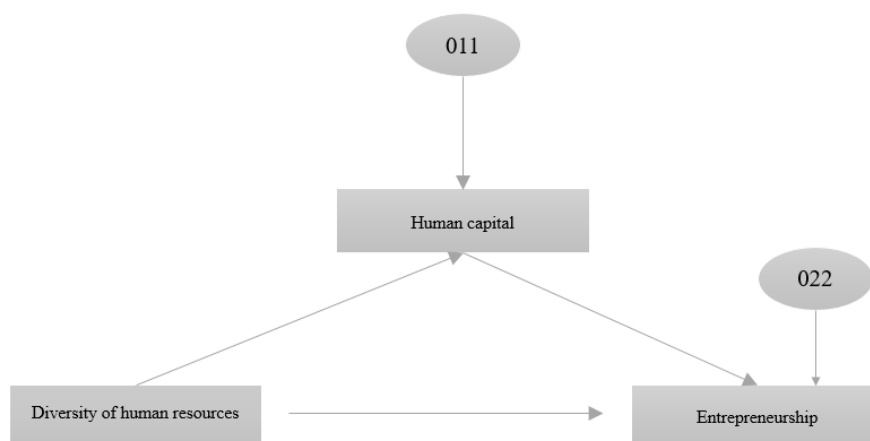 011
Human capital
022
Diversity of human resources
Entrepreneurship